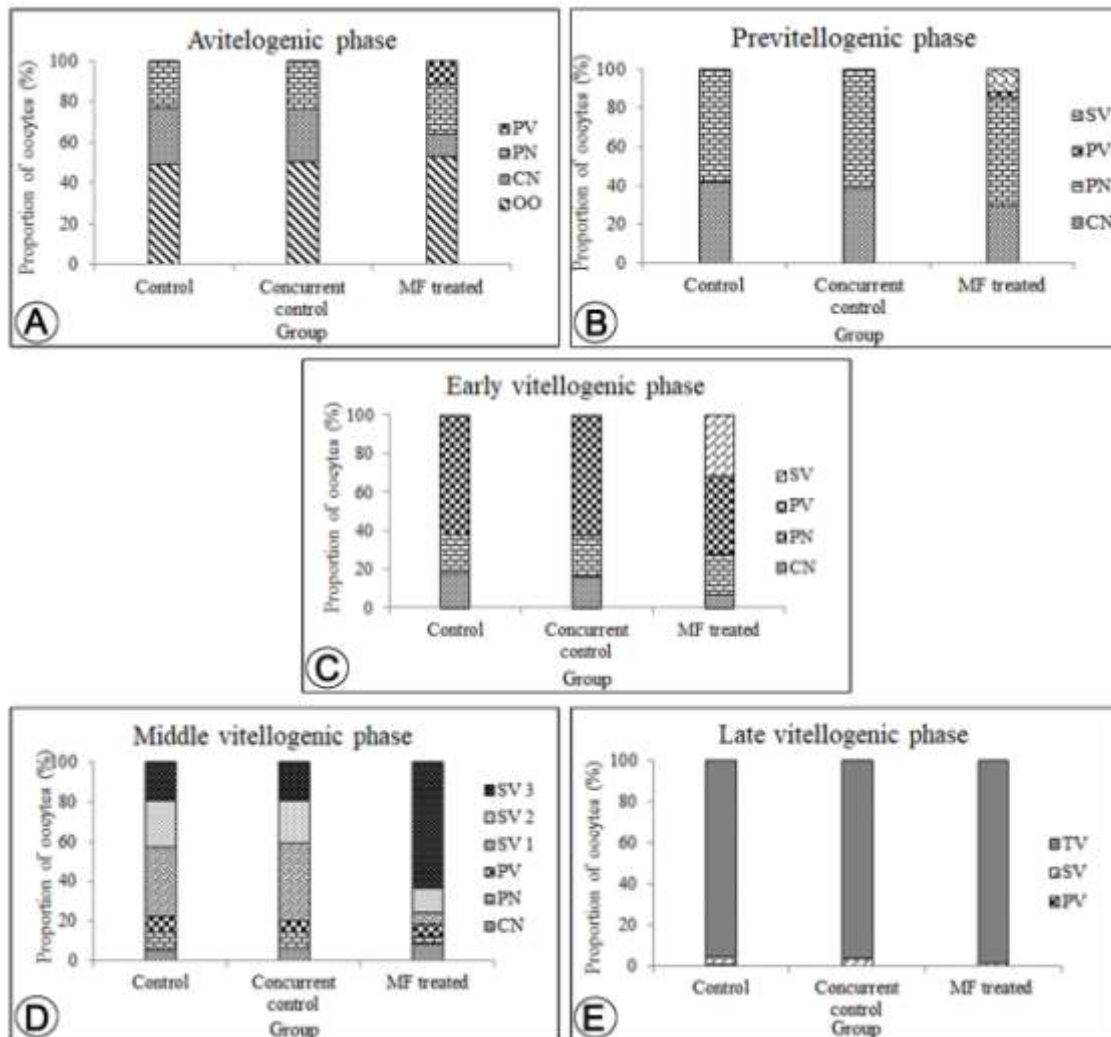 Avitelogenic phase
Proportion of oocytes (%)
100
80
60
40
20
0
PV
PN
CN
OO
Control
Concurrent control
MF treated
Group
A
Previtellogenic phase
Proportion of oocytes (%)
100
80
60
40
20
0
SV
PV
PN
CN
Control
Concurrent control
MF treated
Group
B
Early vitellogenic phase
Proportion of oocytes (%)
100
80
60
40
20
0
SV
PV
PN
CN
Control
Concurrent control
MF treated
Group
C
Middle vitellogenic phase
Proportion of oocytes (%)
100
80
60
40
20
0
SV 3
SV 2
SV 1
PV
PN
CN
Control
Concurrent control
MF treated
Group
D
Late vitellogenic phase
Proportion of oocytes (%)
100
80
60
40
20
0
TV
SV
PV
Control
Concurrent control
MF treated
Group
E